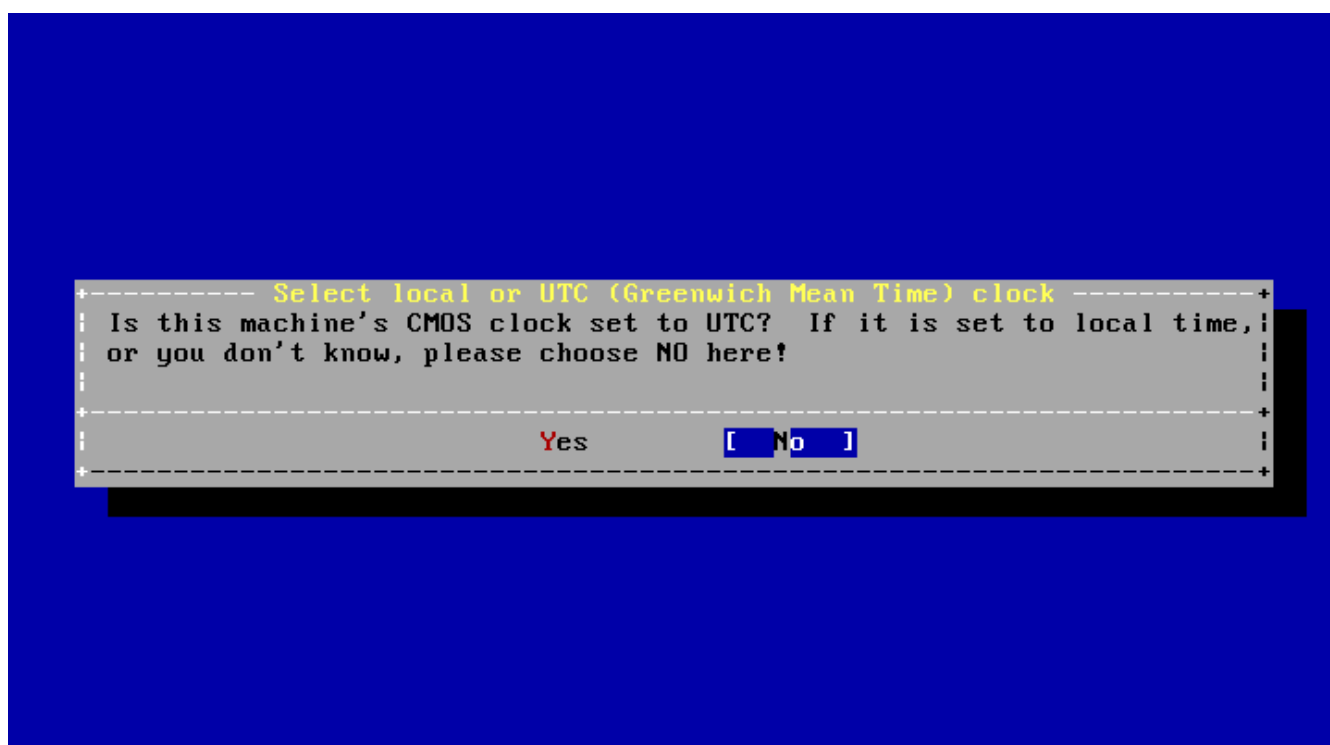 Select local or UTC (Greenwich Mean Time) clock
Is this machine's CMOS clock set to UTC?  If it is set to local time,
or you don't know, please choose NO here!
Yes [ No ]